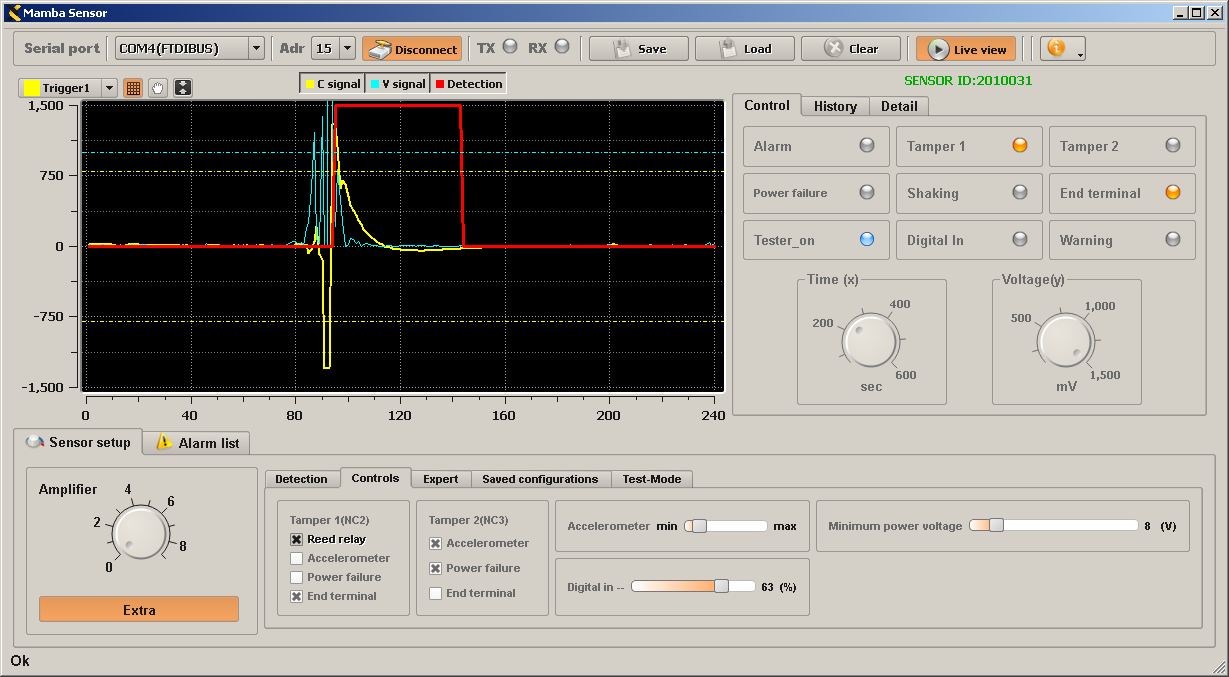 Mamba Sensor
Serial port COM4(FTDIBUS) Adr 15 Disconnect TX RX Save Load Clear Live view
SENSOR ID:2010031
Trigger1 C signal V signal Detection
1,500
750
0
-750
-1,500
0 40 80 120 160 200 240
Control History Detail
Alarm Tamper 1 Tamper 2
Power failure Shaking End terminal
Tester_on Digital In Warning
Time (x) Voltage(y)
200 400 600 500 1,000 1,500
sec mV
Sensor setup Alarm list
Amplifier
0 2 4 6 8
Extra
Detection Controls Expert Saved configurations Test-Mode
Tamper 1(NC2)
Reed relay
Accelerometer
Power failure
End terminal
Tamper 2(NC3)
Accelerometer
Power failure
End terminal
Accelerometer min max
Digital in -- 63 (%)
Minimum power voltage 8 (V)
Ok